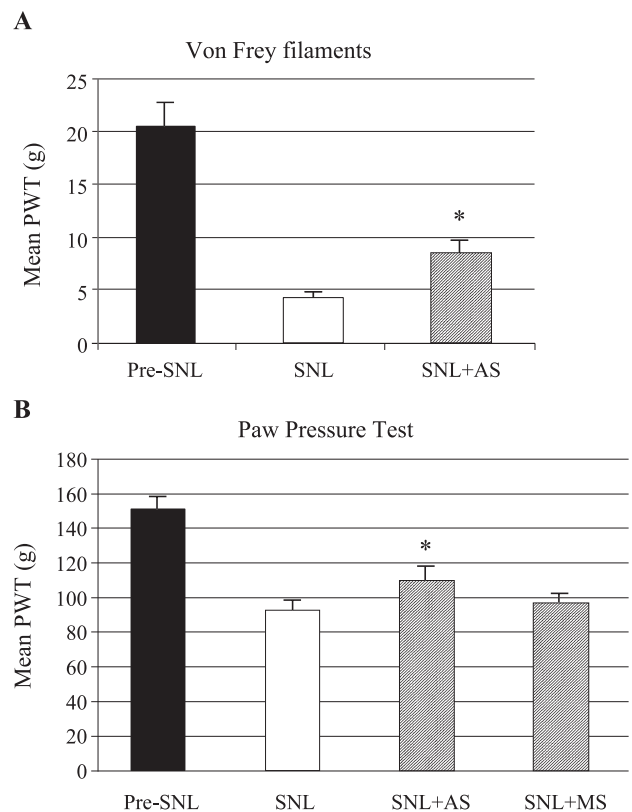 A
Von Frey filaments
Mean PWT (g)
25
20
15
10
5
0
*
Pre-SNL SNL SNL+AS
B
Paw Pressure Test
Mean PWT (g)
180
160
140
120
100
80
60
40
20
0
*
Pre-SNL SNL SNL+AS SNL+MS